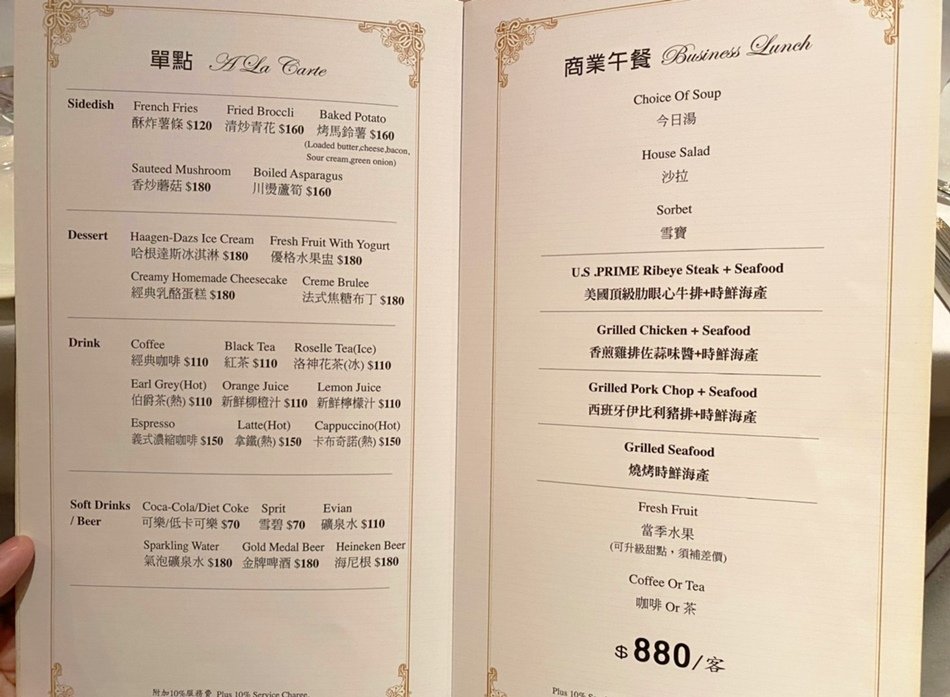 單點 A La Carte
Sidedish French Fries Fried Broccli Baked Potato
酥炸薯條 $120 清炒青花 $160 烤馬鈴薯 $160
(Loaded butter,cheese,bacon,
Sour cream,green onion)
Sauteed Mushroom Boiled Asparagus
香炒蘑菇 $180 川燙蘆筍 $160
Dessert Haagen-Dazs Ice Cream Fresh Fruit With Yogurt
哈根達斯冰淇淋 $180 優格水果盅 $180
Creamy Homemade Cheesecake Creme Brulee
經典乳酪蛋糕 $180 法式焦糖布丁 $180
Drink Coffee Black Tea Roselle Tea(Ice)
經典咖啡 $110 紅茶 $110 洛神花茶(冰) $110
Earl Grey(Hot) Orange Juice Lemon Juice
伯爵茶(熱) $110 新鮮柳橙汁 $110 新鮮檸檬汁 $110
Espresso Latte(Hot) Cappuccino(Hot)
義式濃縮咖啡 $150 拿鐵(熱) $150 卡布奇諾(熱) $150
Soft Drinks Coca-Cola/Diet Coke Sprit Evian
/ Beer 可樂/低卡可樂 $70 雪碧 $70 礦泉水 $110
Sparkling Water Gold Medal Beer Heineken Beer
氣泡礦泉水 $180 金牌啤酒 $180 海尼根 $180
附加10%服務費 Plus 10% Service Charge.
商業午餐 Business Lunch
Choice Of Soup
今日湯
House Salad
沙拉
Sorbet
雪寶
U.S .PRIME Ribeye Steak + Seafood
美國頂級肋眼心牛排+時鮮海產
Grilled Chicken + Seafood
香煎雞排佐蒜味醬+時鮮海產
Grilled Pork Chop + Seafood
西班牙伊比利豬排+時鮮海產
Grilled Seafood
燒烤時鮮海產
Fresh Fruit
當季水果
(可升級甜點，須補差價)
Coffee Or Tea
咖啡 Or 茶
$ 880/客
Plus 10%